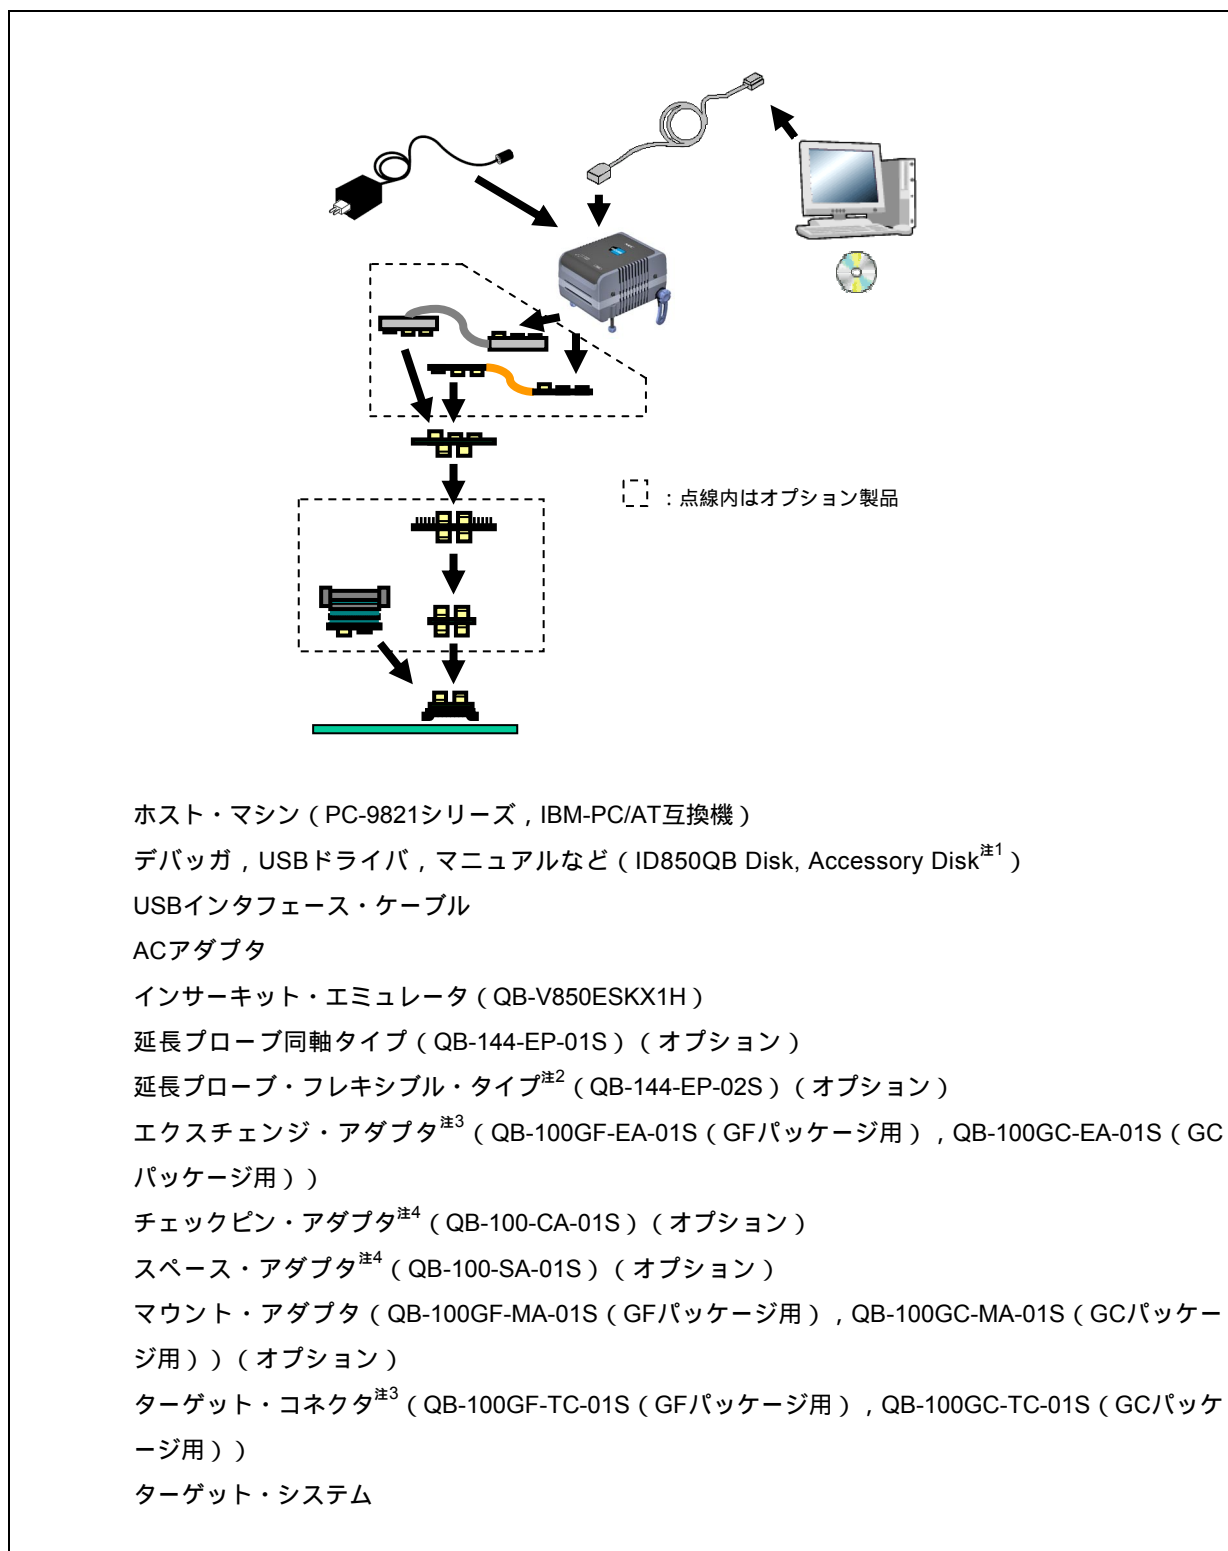 ：点線内はオプション製品
ホスト・マシン（PC-9821シリーズ，IBM-PC/AT互換機）
デバッガ，USBドライバ，マニュアルなど（ID850QB Disk, Accessory Disk注1）
USBインタフェース・ケーブル
ACアダプタ
インサーキット・エミュレータ（QB-V850ESKX1H）
延長プローブ同軸タイプ（QB-144-EP-01S）（オプション）
延長プローブ・フレキシブル・タイプ注2（QB-144-EP-02S）（オプション）
エクスチェンジ・アダプタ注3（QB-100GF-EA-01S（GFパッケージ用），QB-100GC-EA-01S（GC
パッケージ用））
チェックピン・アダプタ注4（QB-100-CA-01S）（オプション）
スペース・アダプタ注4（QB-100-SA-01S）（オプション）
マウント・アダプタ（QB-100GF-MA-01S（GFパッケージ用），QB-100GC-MA-01S（GCパッケー
ジ用））（オプション）
ターゲット・コネクタ注3（QB-100GF-TC-01S（GFパッケージ用），QB-100GC-TC-01S（GCパッケ
ージ用））
ターゲット・システム